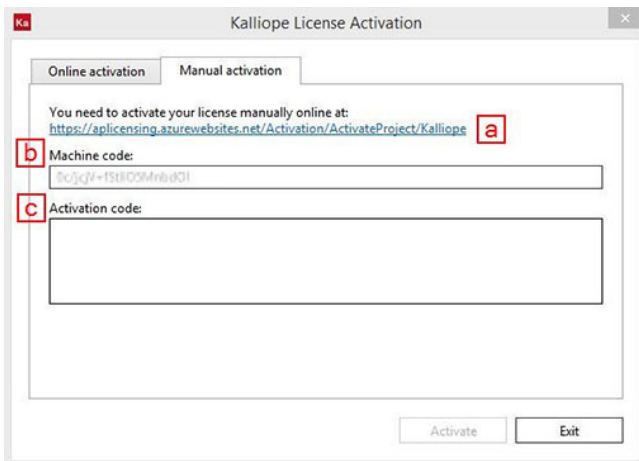 Ka Kalliope License Activation
Online activation Manual activation
You need to activate your license manually online at:
https://aplicensing.azurewebsites.net/Activation/ActivateProject/Kalliope a
b Machine code:
c Activation code:
Activate Exit